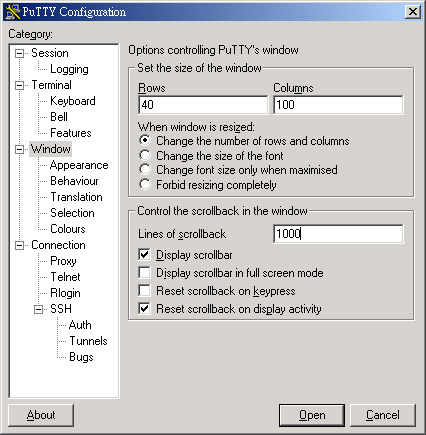 PuTTY Configuration
Category:
Session
Logging
Terminal
Keyboard
Bell
Features
Window
Appearance
Behaviour
Translation
Selection
Colours
Connection
Proxy
Telnet
Rlogin
SSH
Auth
Tunnels
Bugs
Options controlling PuTTY's window
Set the size of the window
Rows Columns
40 100
When window is resized:
Change the number of rows and columns
Change the size of the font
Change font size only when maximised
Forbid resizing completely
Control the scrollback in the window
Lines of scrollback 1000
Display scrollbar
Display scrollbar in full screen mode
Reset scrollback on keypress
Reset scrollback on display activity
About Open Cancel